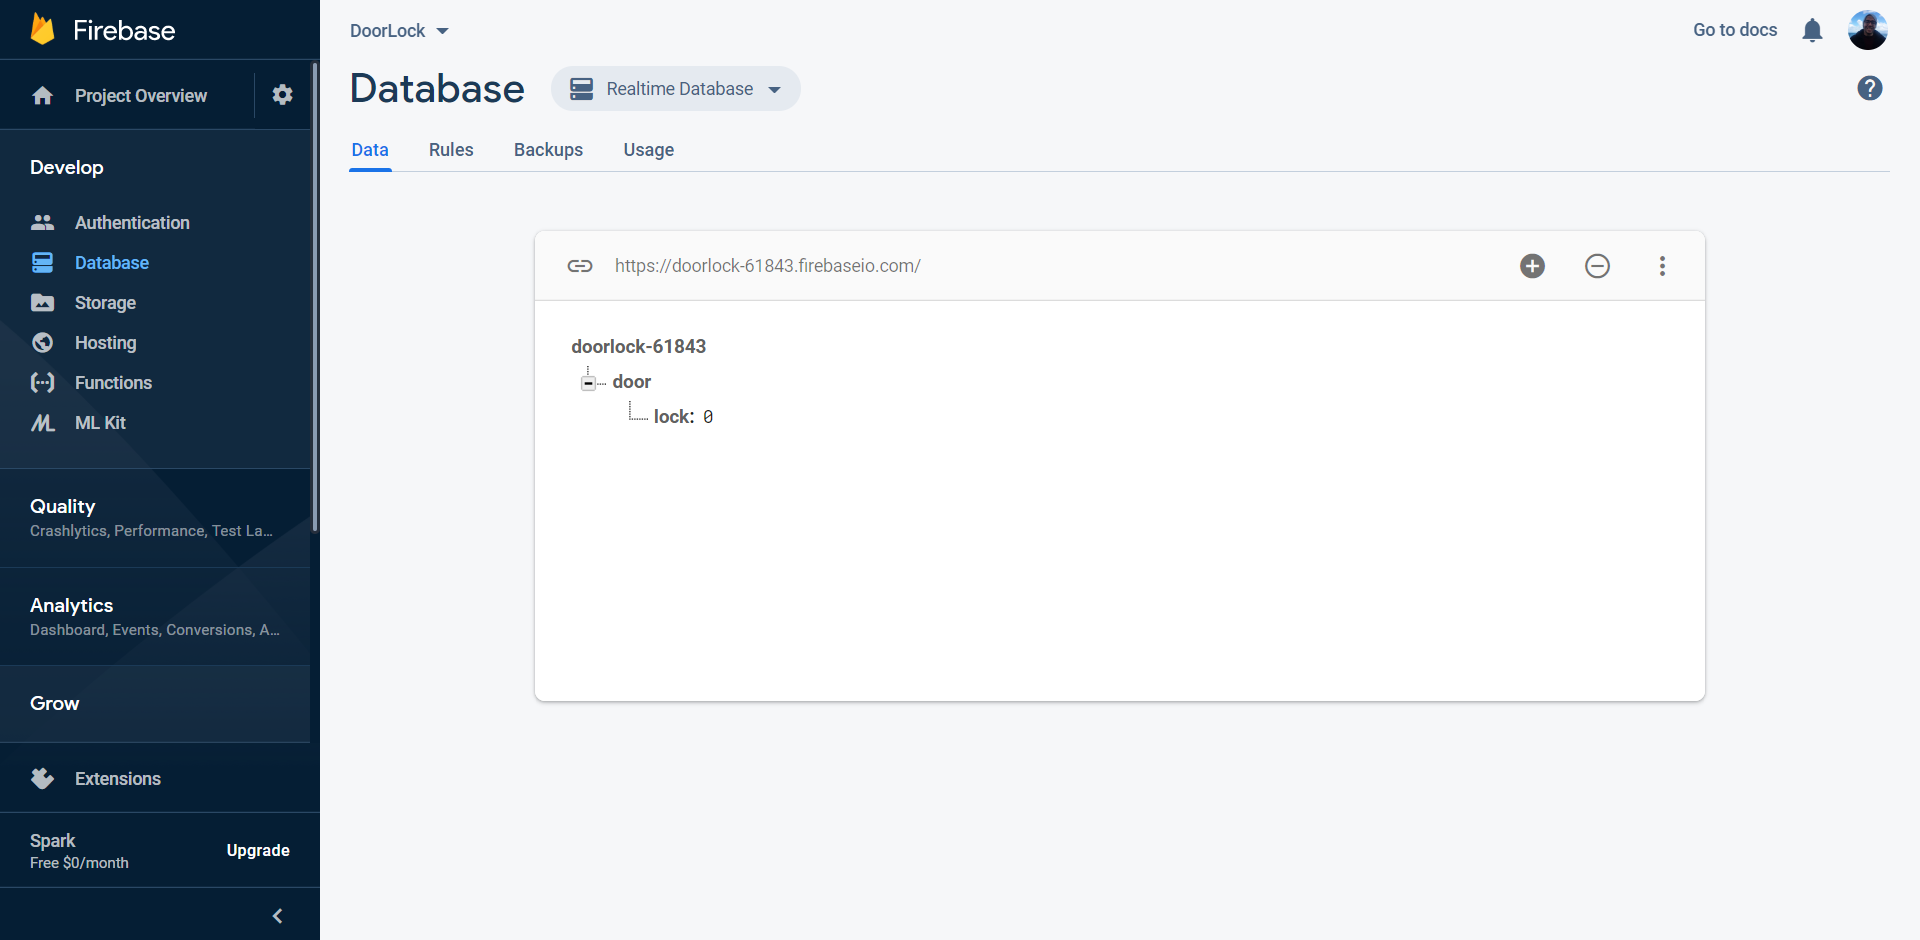 Firebase
Project Overview
Develop
Authentication
Database
Storage
Hosting
Functions
ML Kit
Quality
Crashlytics, Performance, Test La...
Analytics
Dashboard, Events, Conversions, A...
Grow
Extensions
Spark
Free $0/month
Upgrade
DoorLock
Go to docs
Database
Realtime Database
Data Rules Backups Usage
https://doorlock-61843.firebaseio.com/
doorlock-61843
door
lock: 0